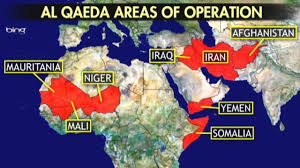 AL QAEDA AREAS OF OPERATION
bing
AFGHANISTAN
IRAQ
IRAN
MAURITANIA
NIGER
YEMEN
MALI
SOMALIA